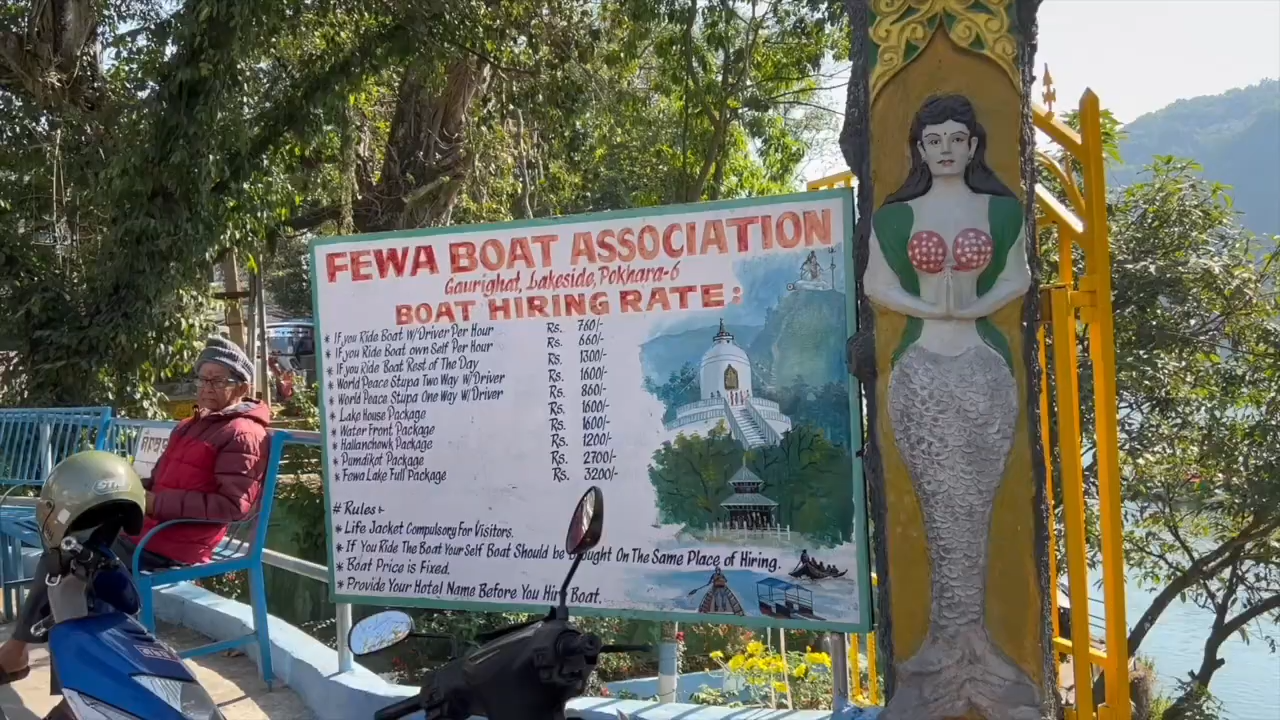 FEWA BOAT ASSOCIATION
Gaurighat, Lakeside, Pokhara-6
BOAT HIRING RATE:
* If you Ride Boat W/Driver Per Hour Rs. 760/-
* If you Ride Boat own Self Per Hour Rs. 660/-
* If you Ride Boat Rest of The Day Rs. 1300/-
* World Peace Stupa Two Way W/Driver Rs. 1600/-
* World Peace Stupa One Way W/Driver Rs. 860/-
* Lake House Package Rs. 1600/-
* Water Front Package Rs. 1600/-
* Hallanchowk Package Rs. 1200/-
* Pumdikot Package Rs. 2700/-
* Fewa Lake Full Package Rs. 3200/-
# Rules:-
* Life Jacket Compulsory For Visitors.
* If You Ride The Boat Your Self Boat Should be ought On The Same Place of Hiring.
* Boat Price is Fixed.
* Provide Your Hotel Name Before You Hire Boat.